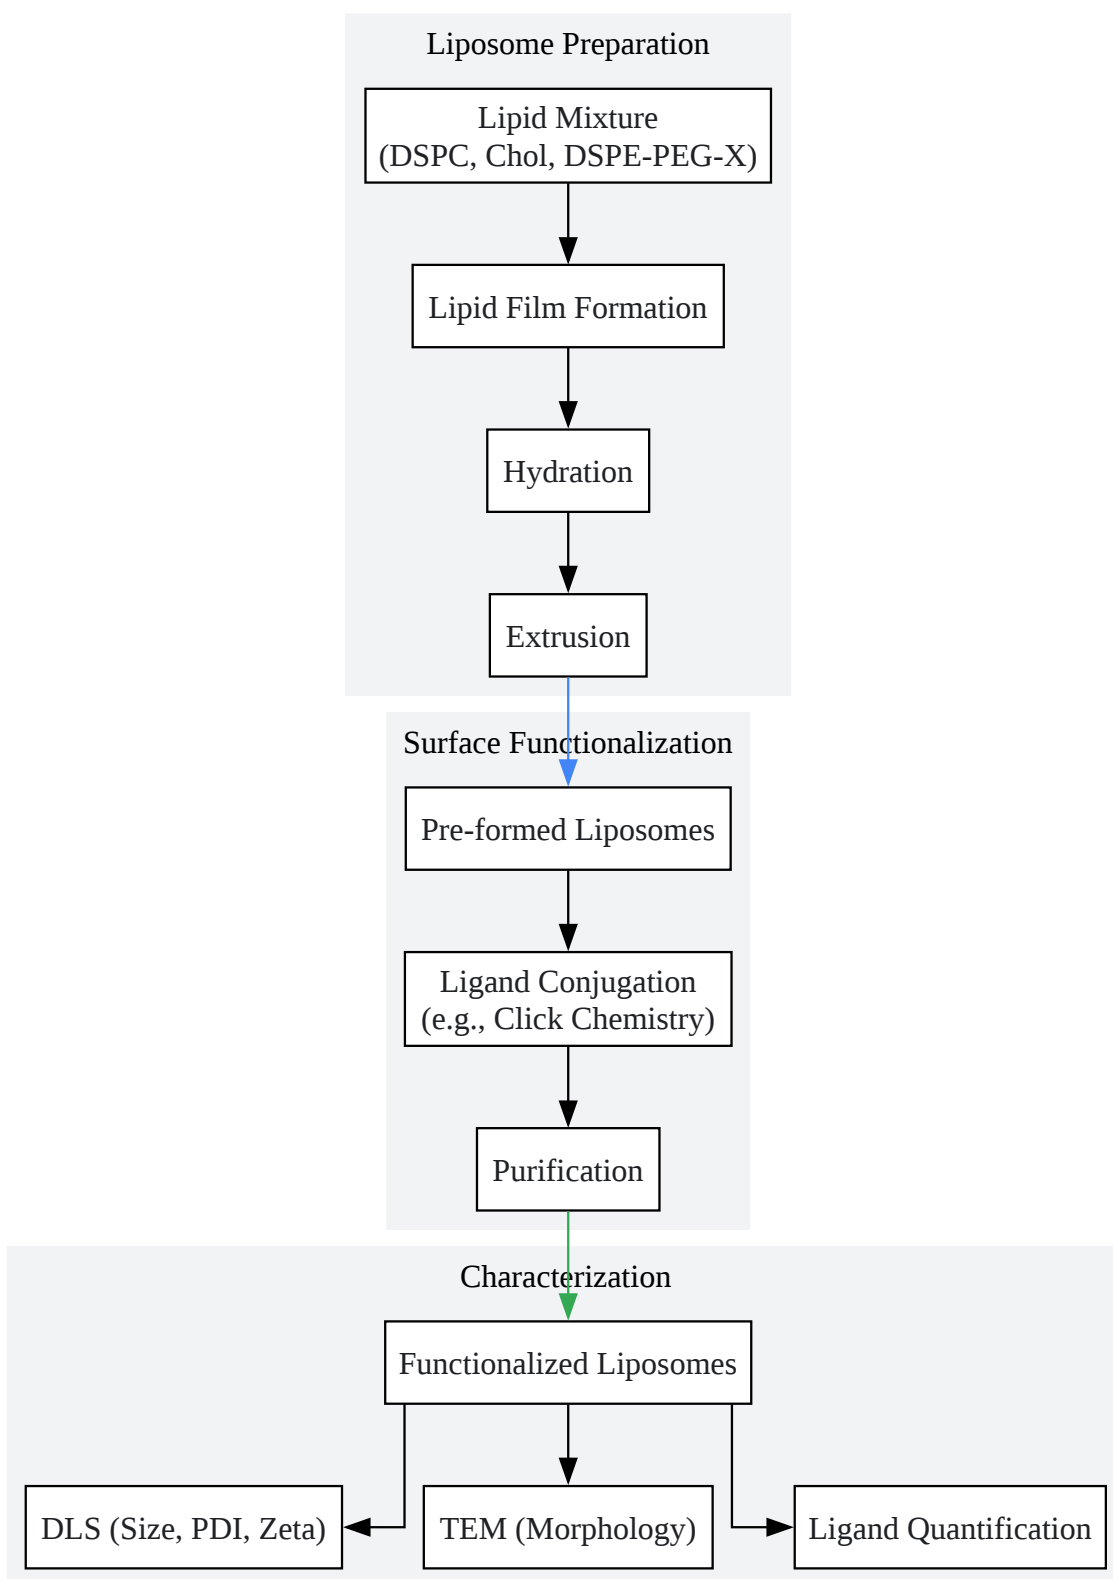 Liposome Preparation
Lipid Mixture
(DSPC, Chol, DSPE-PEG-X)
Lipid Film Formation
Hydration
Extrusion
Surface Functionalization
Pre-formed Liposomes
Ligand Conjugation
(e.g., Click Chemistry)
Purification
Characterization
Functionalized Liposomes
DLS (Size, PDI, Zeta)
TEM (Morphology)
Ligand Quantification